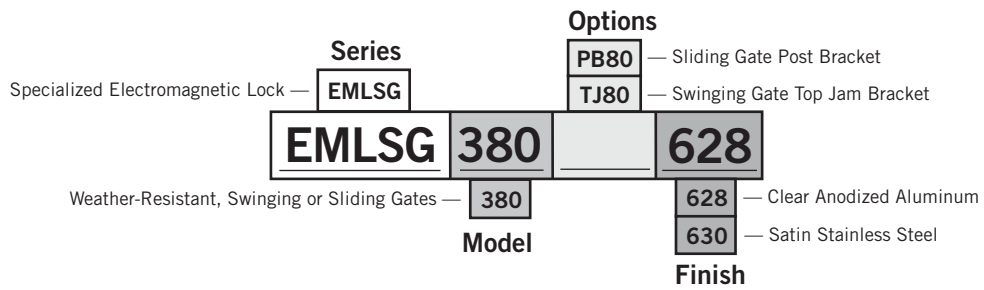 Options
Series
PB80 — Sliding Gate Post Bracket
Specialized Electromagnetic Lock — EMLSG
TJ80 — Swinging Gate Top Jam Bracket
EMLSG 380 628
Weather-Resistant, Swinging or Sliding Gates — 380
628 — Clear Anodized Aluminum
Model
630 — Satin Stainless Steel
Finish